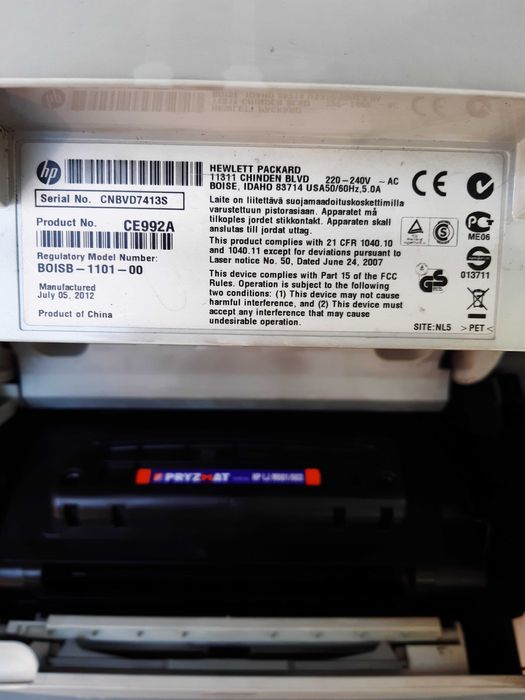 hp
HEWLETT PACKARD
11311 CHINDEN BLVD 220-240V ~ AC
BOISE, IDAHO 83714 USA 50/60Hz, 5.0A
Serial No. CNBVD7413S
Product No. CE992A
Regulatory Model Number:
BOISB-1101-00
Manufactured
July 05, 2012
Product of China
Laite on liitettävä suojamaadoituskoskettimilla
varustettuun pistorasiaan. Apparatet må
tilkoples jordet stikkontakt. Apparaten skall
anslutas till jordat uttag.
This product complies with 21 CFR 1040.10
and 1040.11 except for deviations pursuant to
Laser notice No. 50, Dated June 24, 2007
This device complies with Part 15 of the FCC
Rules. Operation is subject to the following
two conditions: (1) This device may not cause
harmful interference, and (2) This device must
accept any interference that may cause
undesirable operation.
CE
S
PG
ME06
GS
013711
SITE:NL5 >PET<
PRYZMAT